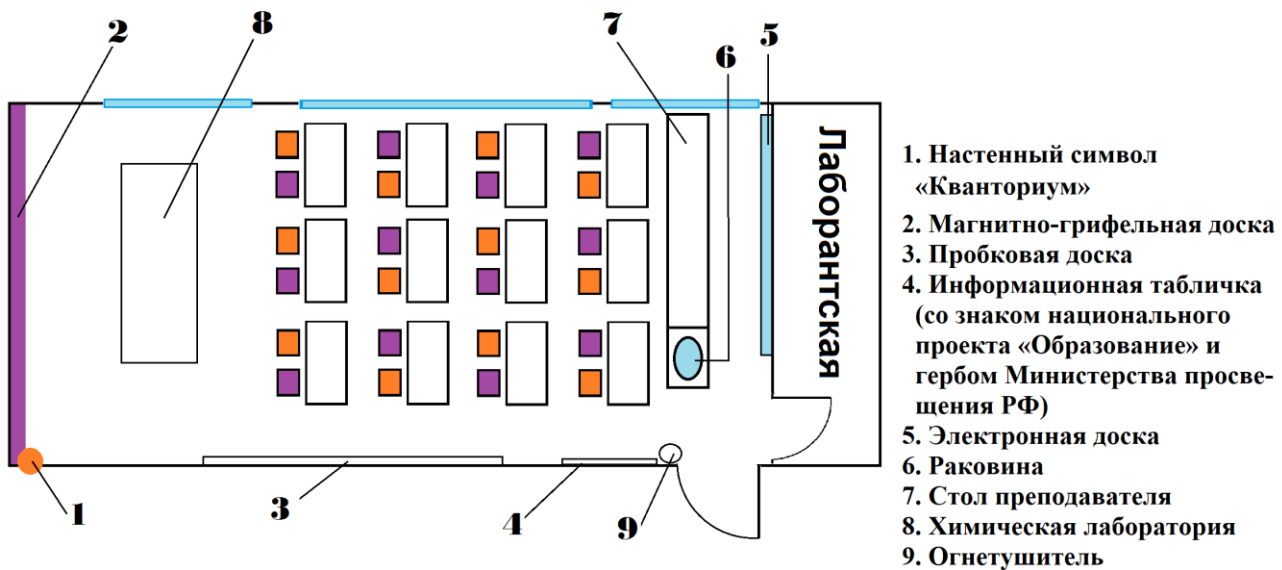 2
8
7
6
5
Лаборантская
1
3
4
9
1. Настенный символ
«Кванториум»
2. Магнитно-грифельная доска
3. Пробковая доска
4. Информационная табличка
(со знаком национального
проекта «Образование» и
гербом Министерства просве-
щения РФ)
5. Электронная доска
6. Раковина
7. Стол преподавателя
8. Химическая лаборатория
9. Огнетушитель